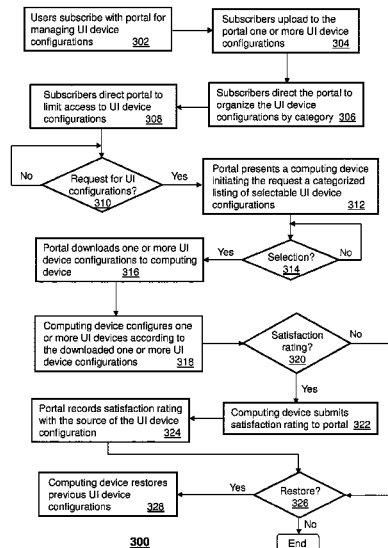 Users subscribe with portal for
managing UI device
configurations 302
Subscribers upload to the
portal one or more UI device
configurations 304
Subscribers direct the portal to
organize the UI device
configurations by category 306
Subscribers direct portal to
limit access to UI device
configurations 308
Request for UI
configurations?
310
No
Yes
Portal presents a computing device
initiating the request a categorized
listing of selectable UI device
configurations 312
Selection?
314
No
Yes
Portal downloads one or more UI
device configurations to computing
device 316
Computing device configures one
or more UI devices according to
the downloaded one or more UI
device configurations 318
Satisfaction
rating?
320
No
Yes
Computing device submits
satisfaction rating to portal 322
Portal records satisfaction rating
with the source of the UI device
configuration 324
Restore?
326
Yes
No
Computing device restores
previous UI device
configurations 328
End
300